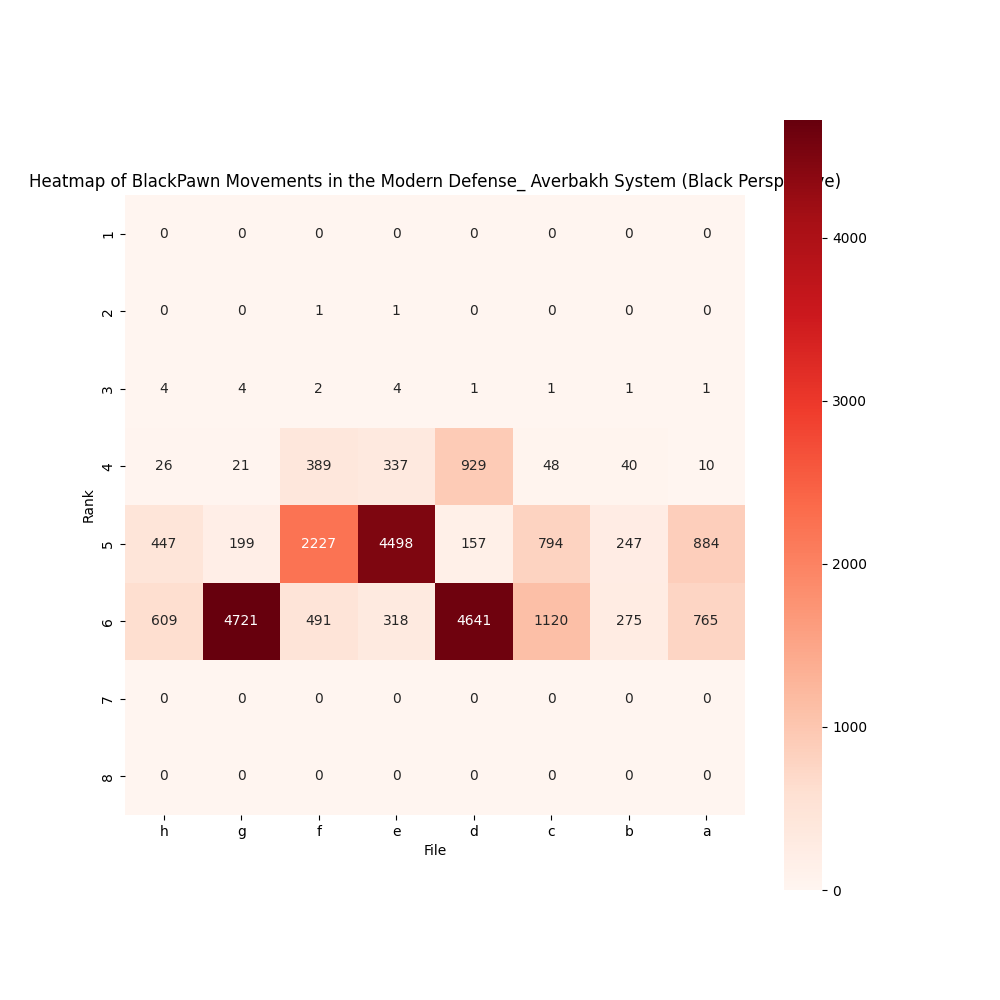 Heatmap of BlackPawn Movements in the Modern Defense_ Averbakh System (Black Persp ve)
1 0 0 0 0 0 0 0 0
2 0 0 1 1 0 0 0 0
3 4 4 2 4 1 1 1 1
4 26 21 389 337 929 48 40 10
5 447 199 2227 4498 157 794 247 884
6 609 4721 491 318 4641 1120 275 765
7 0 0 0 0 0 0 0 0
8 0 0 0 0 0 0 0 0
h g f e d c b a
File
Rank
4000
3000
2000
1000
0